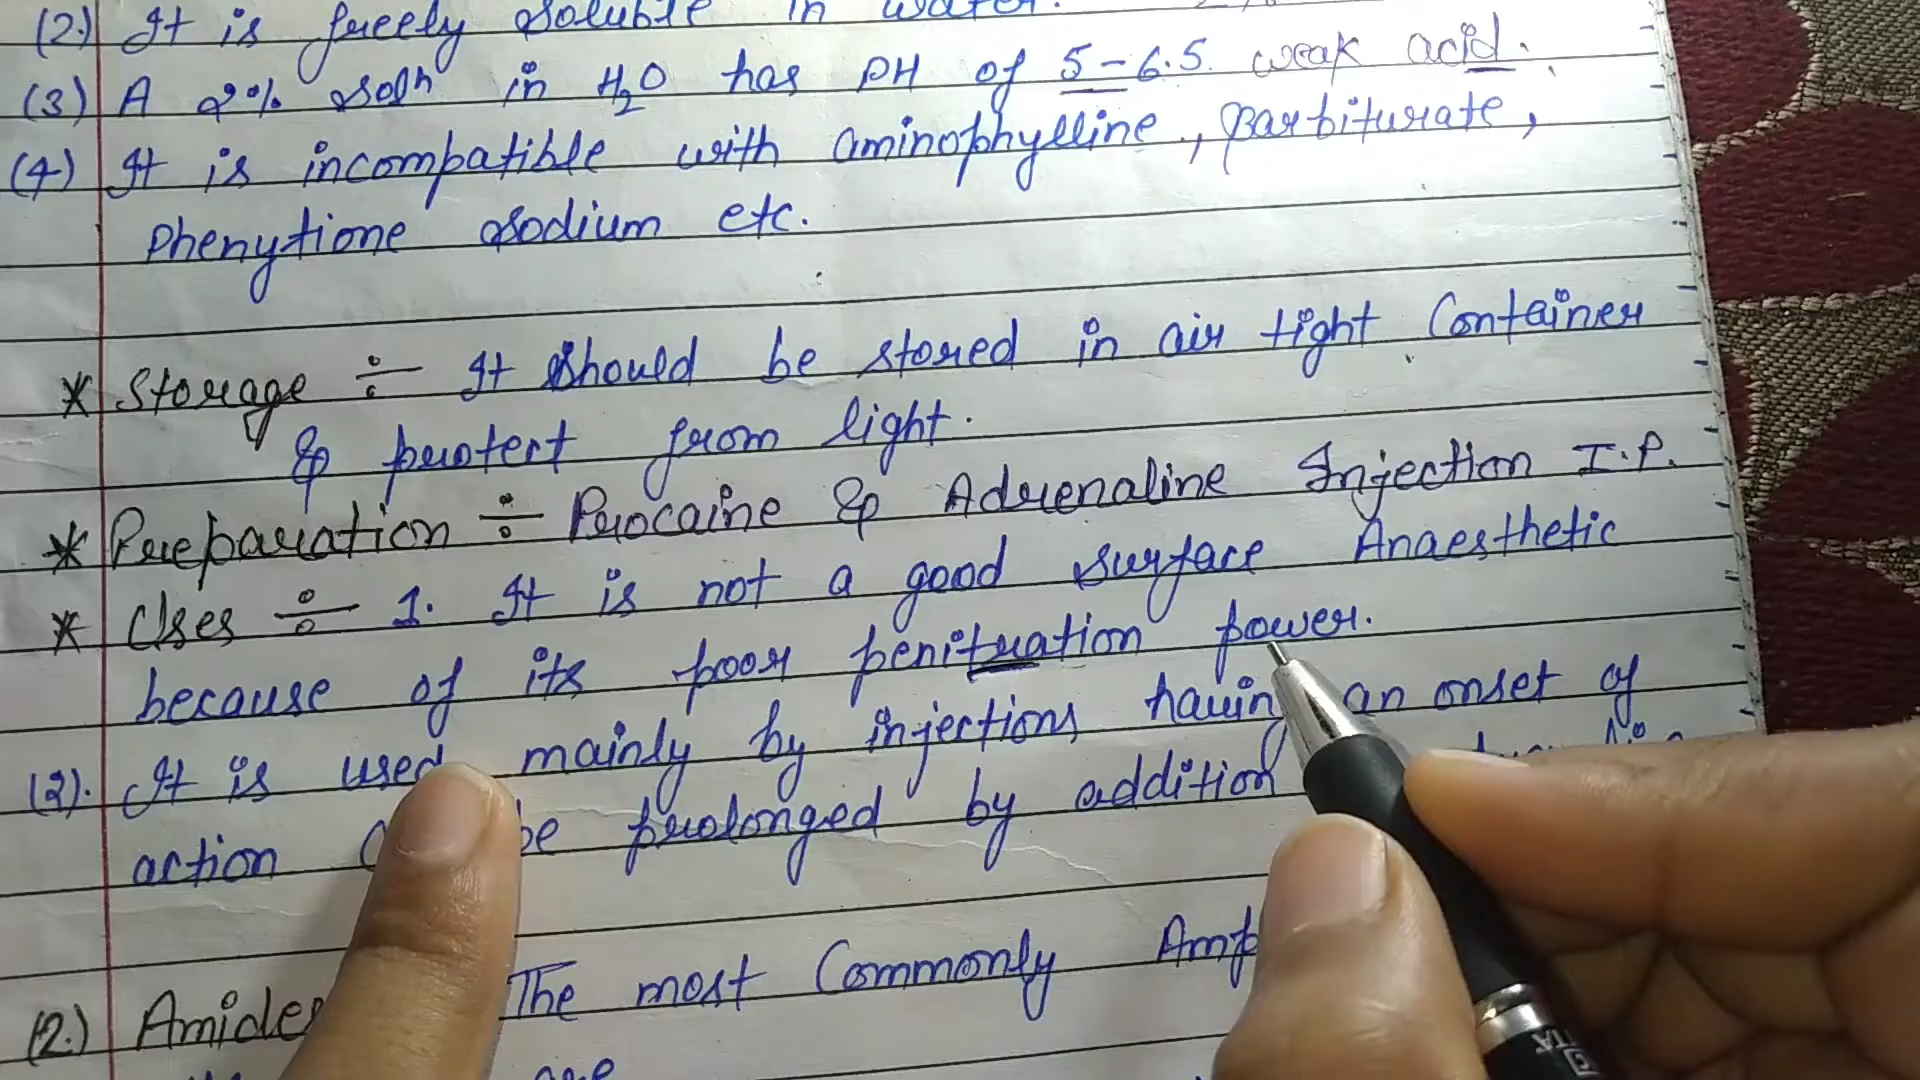 (2.) It is freely soluble in water.
(3) A 2% soln in H2O has PH of 5-6.5. weak acid.
(4) It is incompatible with aminophylline, barbiturate,
Phenytione sodium etc.
* Storage ÷ It should be stored in air tight Container
& protect from light.
* Preparation ÷ Procaine & Adrenaline Injection I.P.
* Uses ÷ 1. It is not a good surface Anaesthetic
because of its poor penitration power.
(2). It is used mainly by injections having an onset of
action be prolonged by addition
(2.) Amides The most Commonly
are